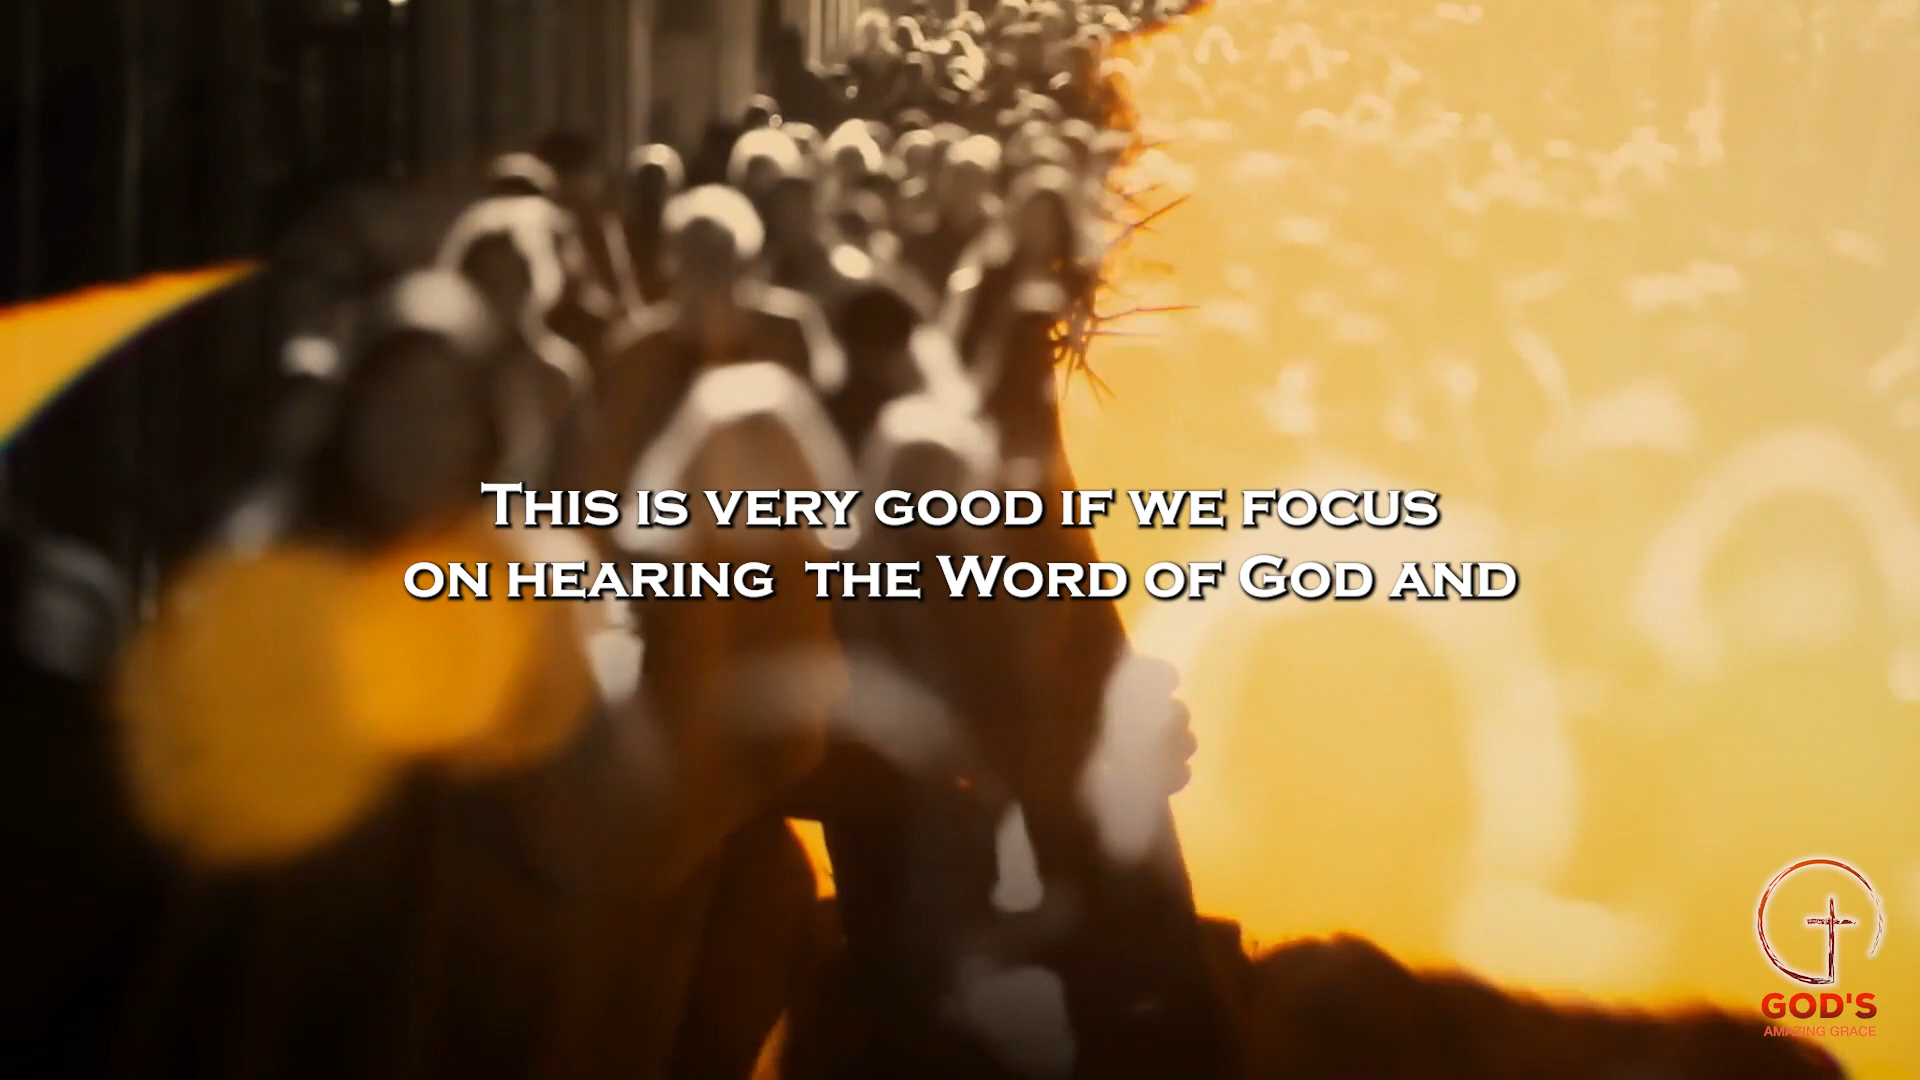 This is very good if we focus
on hearing  the Word of God and
GOD'S
AMAZING GRACE